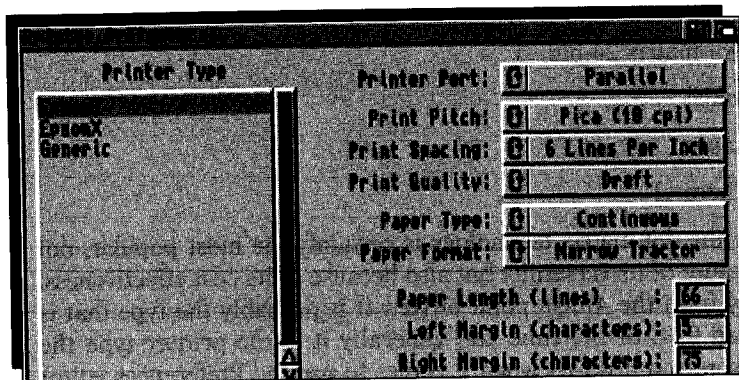 Printer Type
EpsonX
Generic
Printer Port: Parallel
Print Pitch: Pica (10 cpi)
Print Spacing: 6 Lines Per Inch
Print Quality: Draft
Paper Type: Continuous
Paper Format: Narrow Tractor
Paper Length (lines) : 66
Left Margin (characters): 5
Right Margin (characters): 75